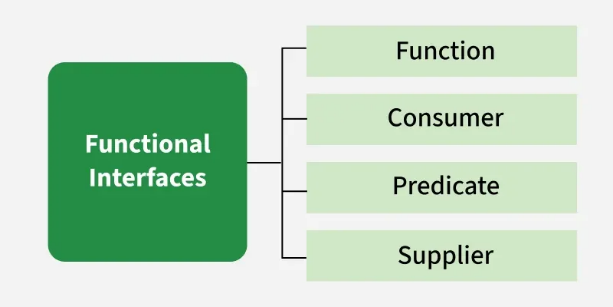 Functional
Interfaces
Function
Consumer
Predicate
Supplier